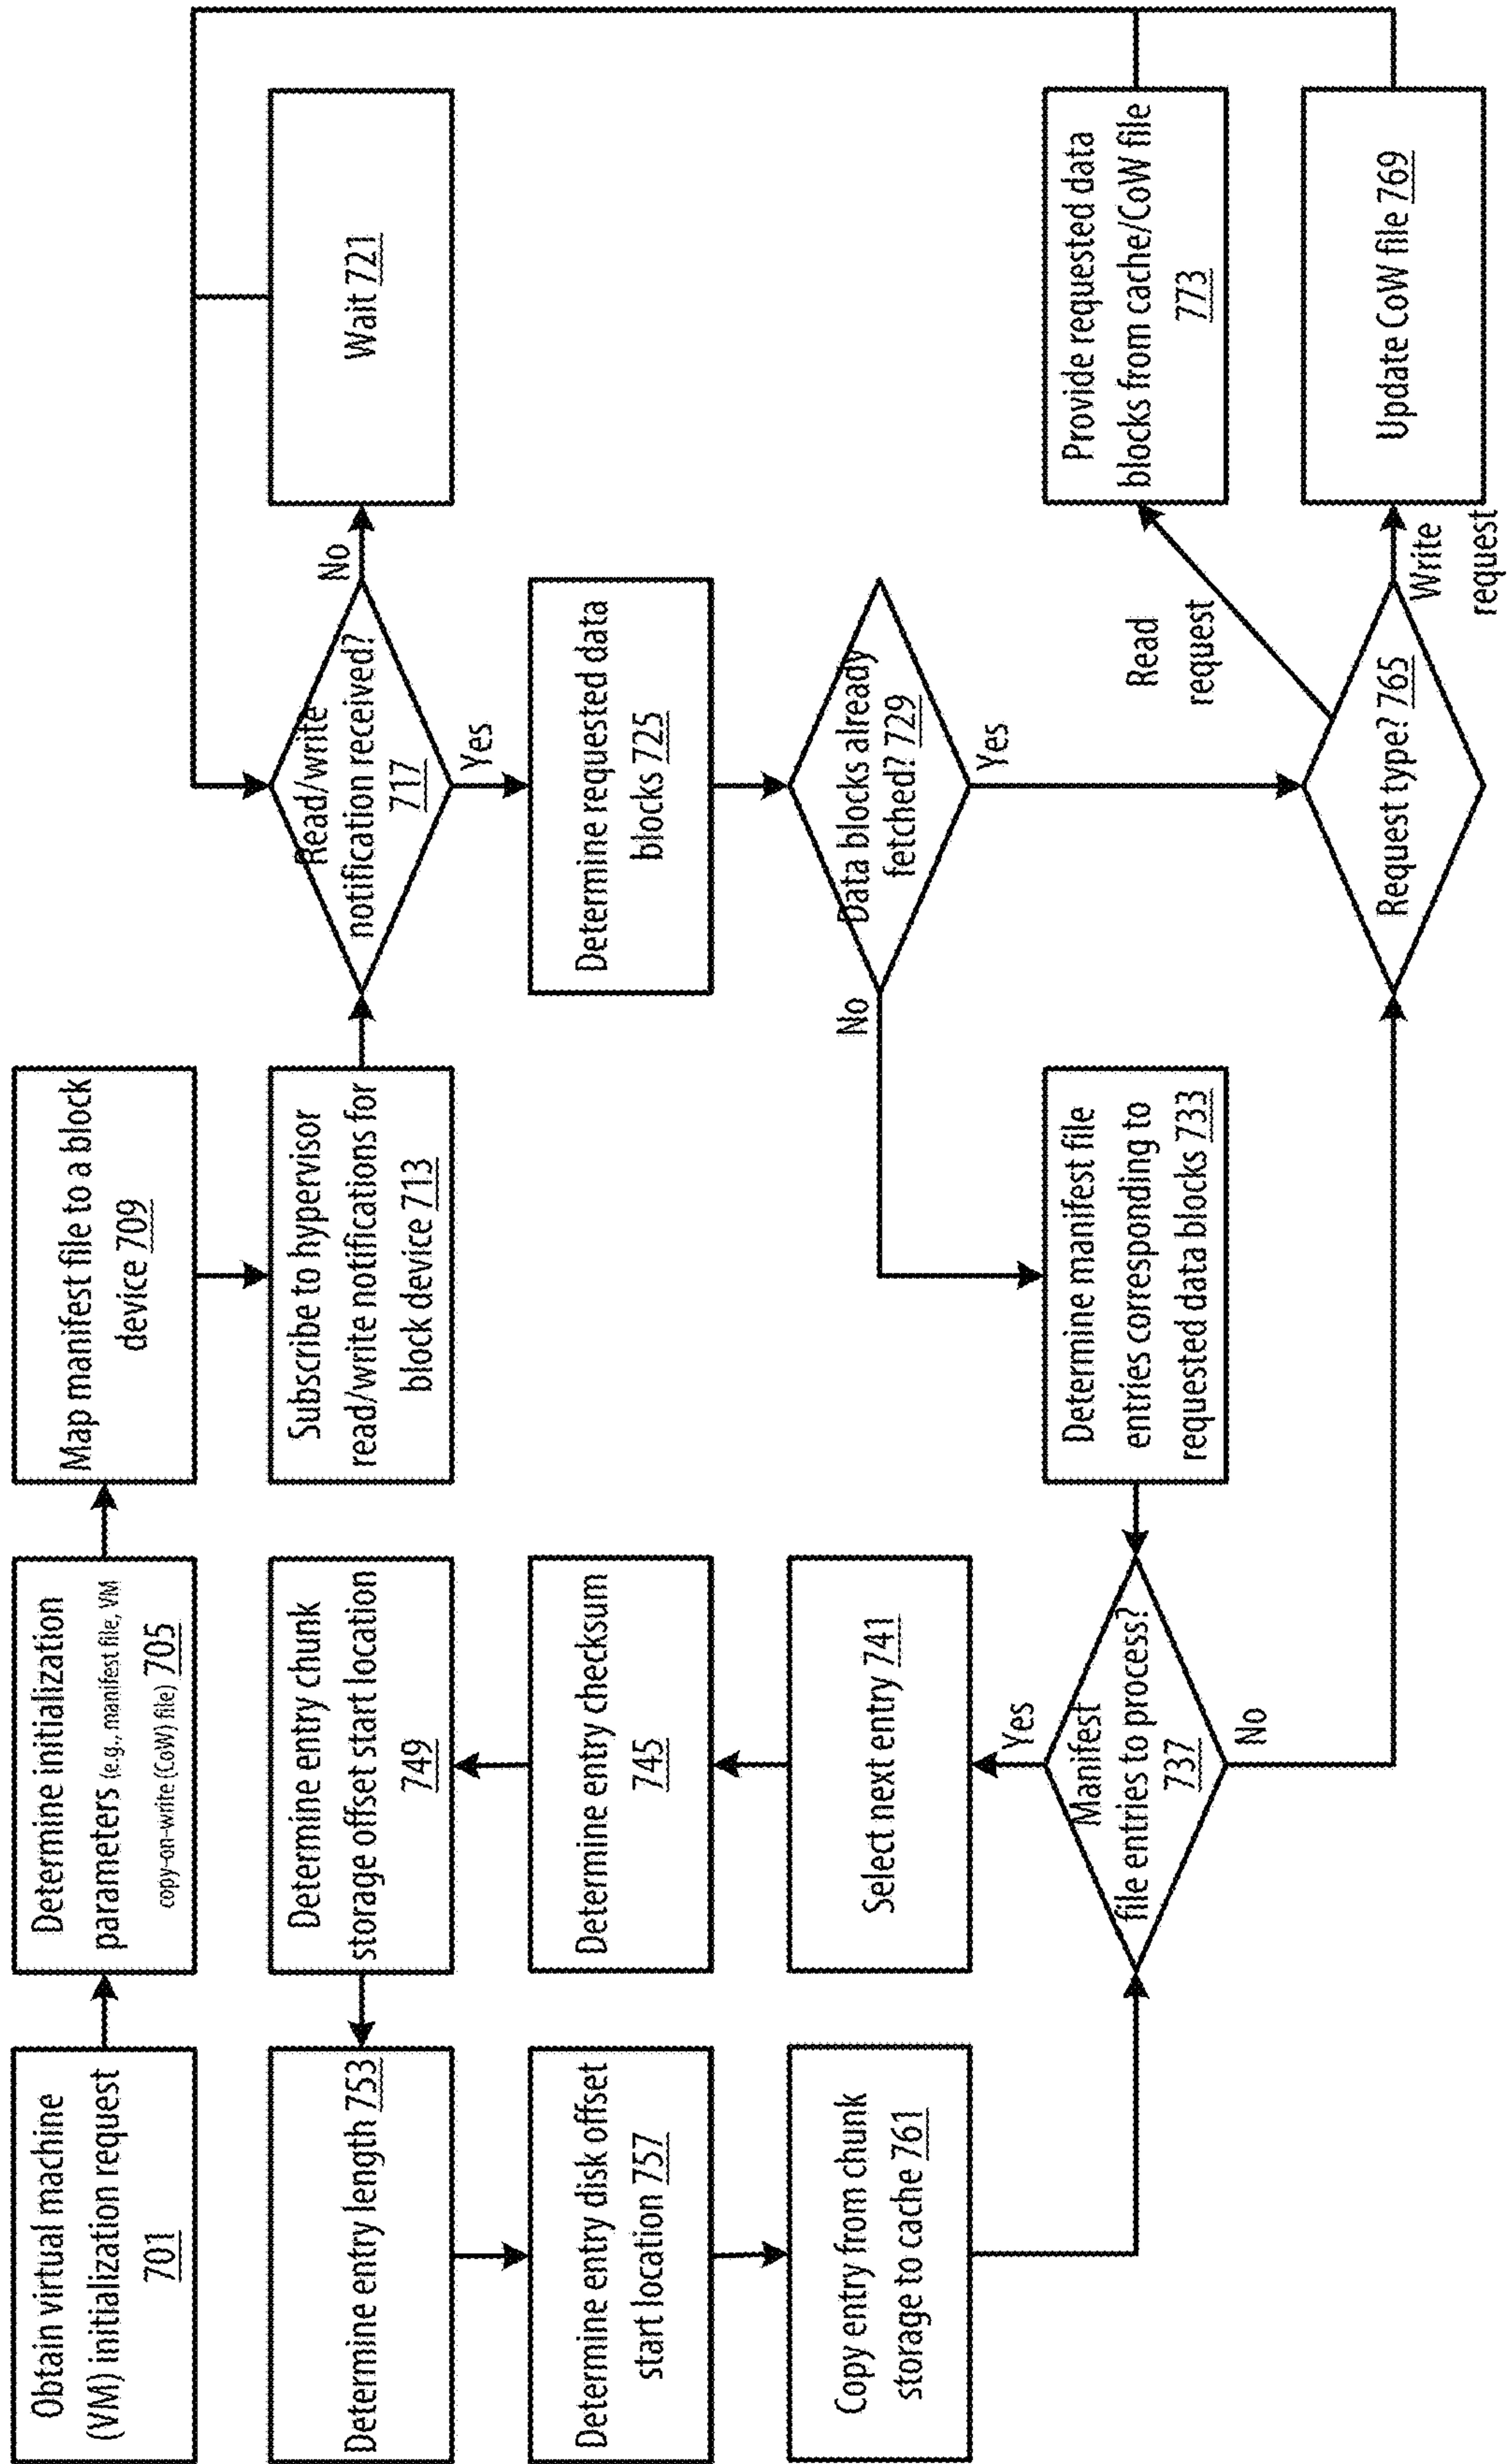 Obtain virtual machine
(VM) initialization request
701
Determine initialization
parameters (e.g., manifest file, VM
copy-on-write (CoW) file) 705
Map manifest file to a block
device 709
Subscribe to hypervisor
read/write notifications for
block device 713
Read/write
notification received?
717
No
Wait 721
Yes
Determine requested data
blocks 725
Data blocks already
fetched? 729
No
Yes
Determine manifest file
entries corresponding to
requested data blocks 733
Manifest
file entries to process?
737
Yes
No
Select next entry 741
Determine entry checksum
745
Determine entry chunk
storage offset start location
749
Determine entry length 753
Determine entry disk offset
start location 757
Copy entry from chunk
storage to cache 761
Request type? 765
Read
request
Write
request
Provide requested data
blocks from cache/CoW file
773
Update CoW file 769